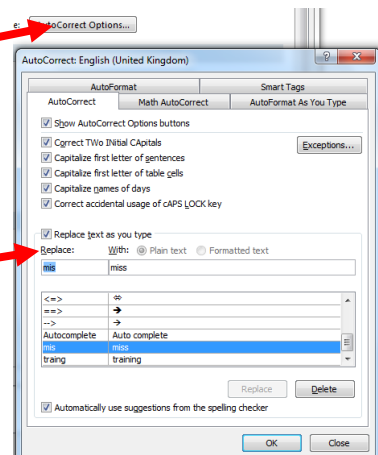 e: AutoCorrect Options...
AutoCorrect: English (United Kingdom)
AutoFormat Smart Tags
AutoCorrect Math AutoCorrect AutoFormat As You Type
Show AutoCorrect Options buttons
Correct TWo INitial CApitals Exceptions...
Capitalize first letter of sentences
Capitalize first letter of table cells
Capitalize names of days
Correct accidental usage of cAPS LOCK key
Replace text as you type
Replace: With: Plain text Formatted text
mis miss
<=> ⇔
==> ➔
--> →
Autocomplete Auto complete
mis miss
traing training
Replace Delete
Automatically use suggestions from the spelling checker
OK Close